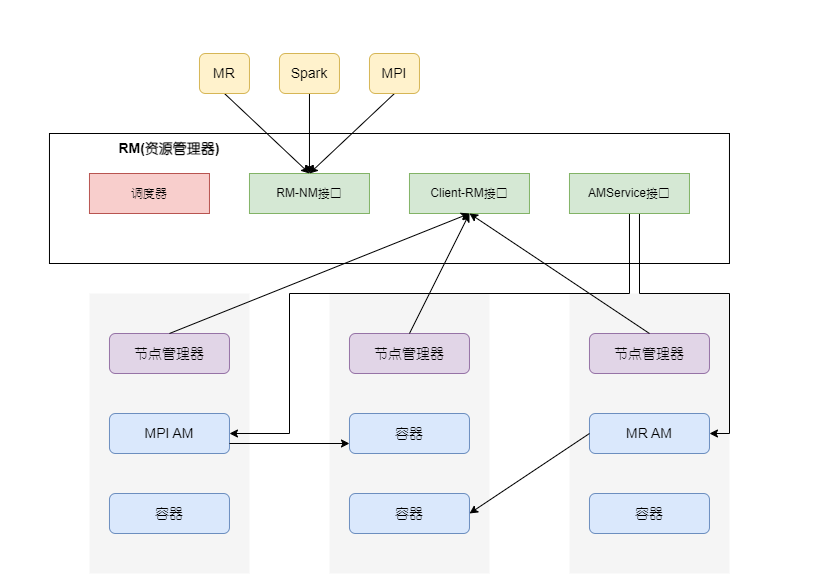 MR
Spark
MPI
RM(资源管理器)
调度器
RM-NM接口
Client-RM接口
AMService接口
节点管理器
节点管理器
节点管理器
MPI AM
容器
MR AM
容器
容器
容器